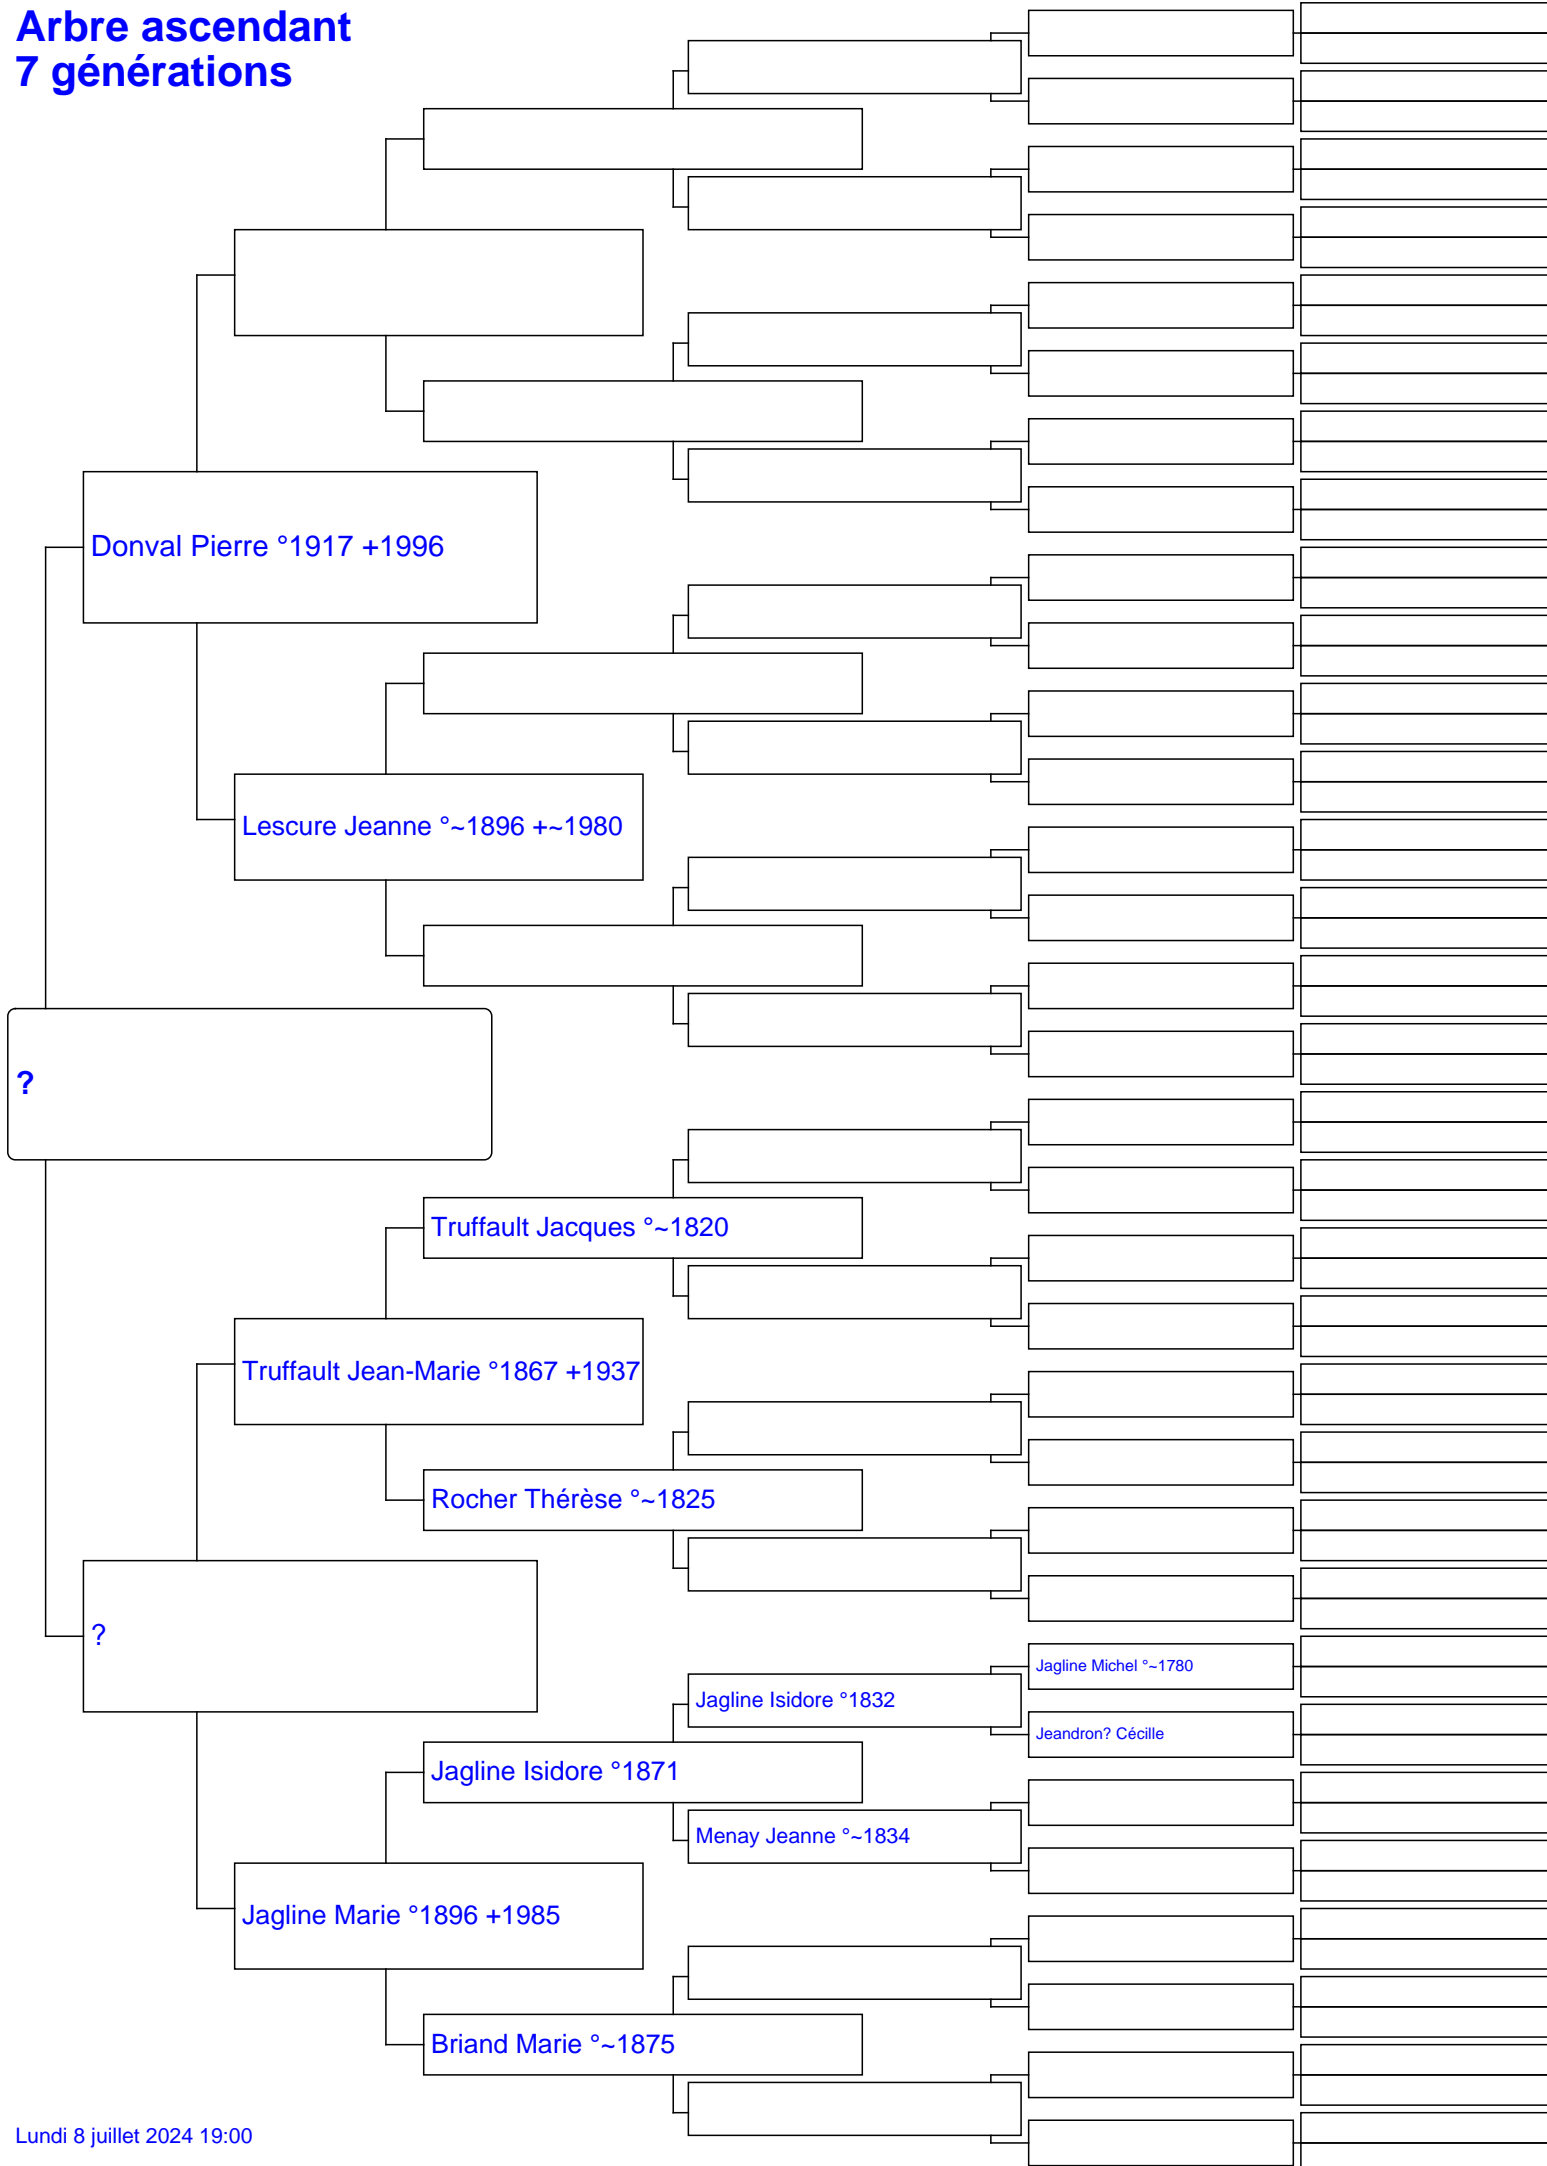 Arbre ascendant
7 générations
Donval Pierre °1917 +1996
Lescure Jeanne °~1896 +~1980
?
Truffault Jacques °~1820
Truffault Jean-Marie °1867 +1937
Rocher Thérèse °~1825
?
Jagline Michel °~1780
Jagline Isidore °1832
Jeandron? Cécille
Jagline Isidore °1871
Menay Jeanne °~1834
Jagline Marie °1896 +1985
Briand Marie °~1875
Lundi 8 juillet 2024 19:00